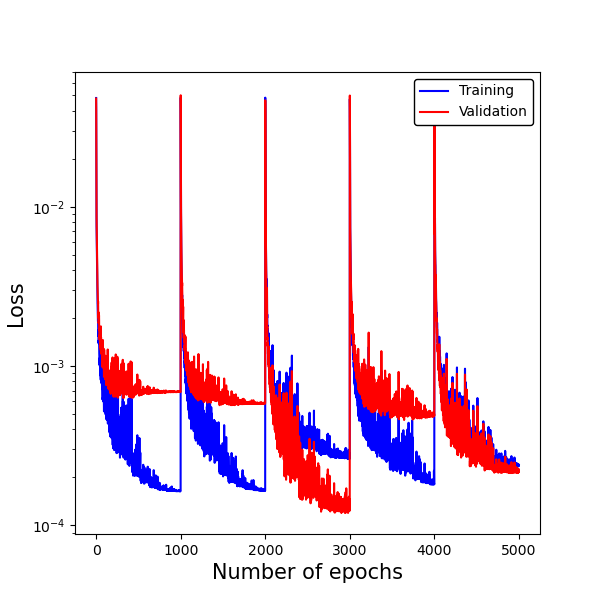 Training
Validation
10⁻²
10⁻³
10⁻⁴
Loss
0 1000 2000 3000 4000 5000
Number of epochs